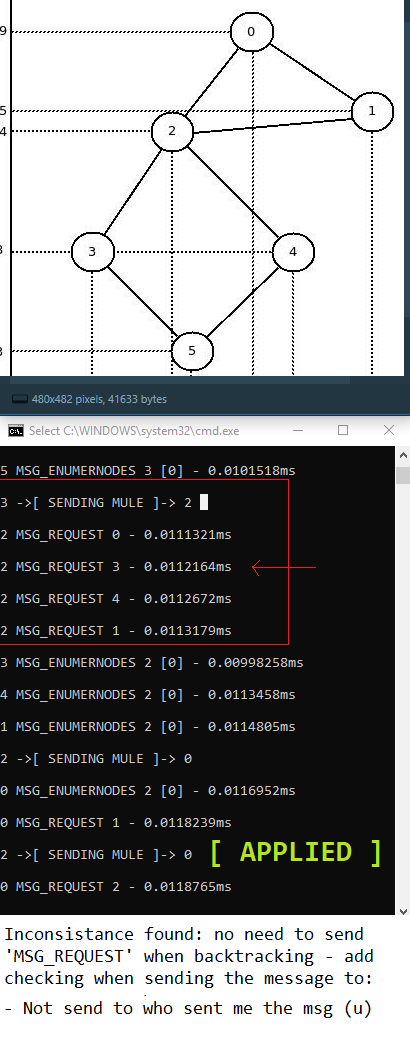 9
0
5
1
4
2
3
3
4
3
5
480x482 pixels, 41633 bytes
Select C:\WINDOWS\system32\cmd.exe
5 MSG_ENUMERNODES 3 [0] - 0.0101518ms
3 ->[ SENDING MULE ]-> 2
2 MSG_REQUEST 0 - 0.0111321ms
2 MSG_REQUEST 3 - 0.0112164ms
2 MSG_REQUEST 4 - 0.0112672ms
2 MSG_REQUEST 1 - 0.0113179ms
3 MSG_ENUMERNODES 2 [0] - 0.00998258ms
4 MSG_ENUMERNODES 2 [0] - 0.0113458ms
1 MSG_ENUMERNODES 2 [0] - 0.0114805ms
2 ->[ SENDING MULE ]-> 0
0 MSG_ENUMERNODES 2 [0] - 0.0116952ms
0 MSG_REQUEST 1 - 0.0118239ms
2 ->[ SENDING MULE ]-> 0 [ APPLIED ]
0 MSG_REQUEST 2 - 0.0118765ms
Inconsistance found: no need to send
'MSG_REQUEST' when backtracking - add
checking when sending the message to:
- Not send to who sent me the msg (u)